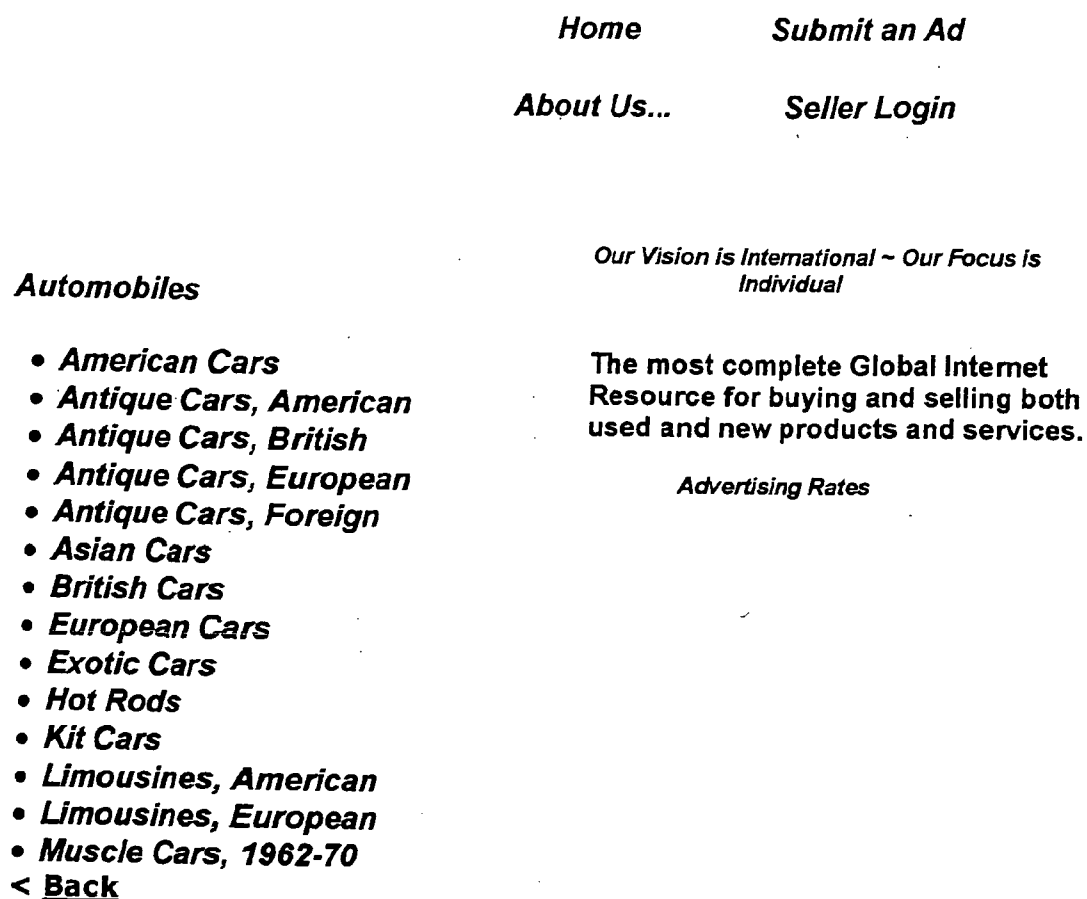 Home Submit an Ad
About Us... Seller Login
Our Vision is International ~ Our Focus is
Individual
Automobiles
• American Cars
• Antique Cars, American
• Antique Cars, British
• Antique Cars, European
• Antique Cars, Foreign
• Asian Cars
• British Cars
• European Cars
• Exotic Cars
• Hot Rods
• Kit Cars
• Limousines, American
• Limousines, European
• Muscle Cars, 1962-70
< Back
The most complete Global Internet
Resource for buying and selling both
used and new products and services.
Advertising Rates